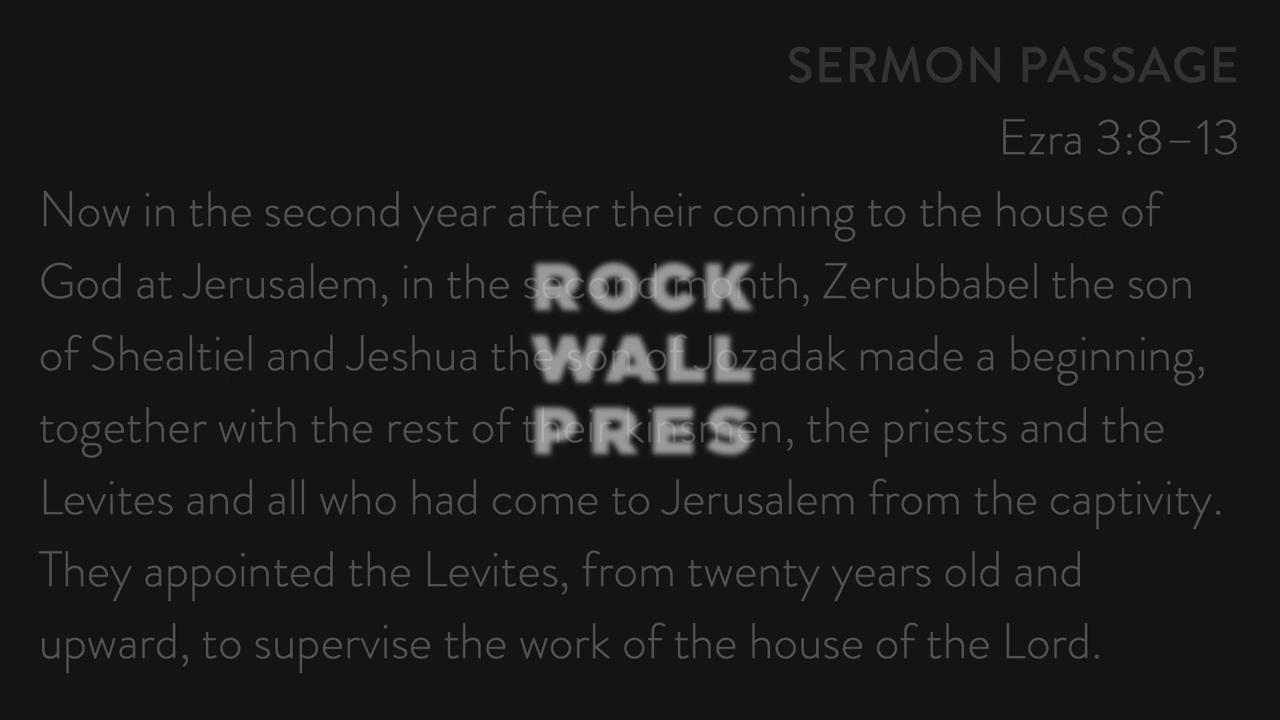 SERMON PASSAGE
Ezra 3:8–13
Now in the second year after their coming to the house of
God at Jerusalem, in the second month, Zerubbabel the son
of Shealtiel and Jeshua the son of Jozadak made a beginning,
together with the rest of their kinsmen, the priests and the
Levites and all who had come to Jerusalem from the captivity.
They appointed the Levites, from twenty years old and
upward, to supervise the work of the house of the Lord.
ROCK
WALL
PRES